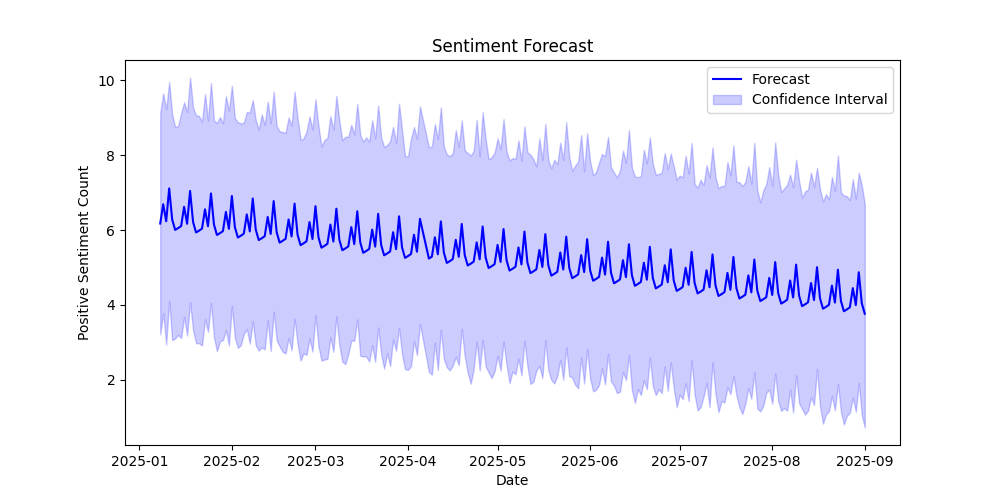 Sentiment Forecast
Forecast
Confidence Interval
Positive Sentiment Count
10
8
6
4
2
2025-01 2025-02 2025-03 2025-04 2025-05 2025-06 2025-07 2025-08 2025-09
Date